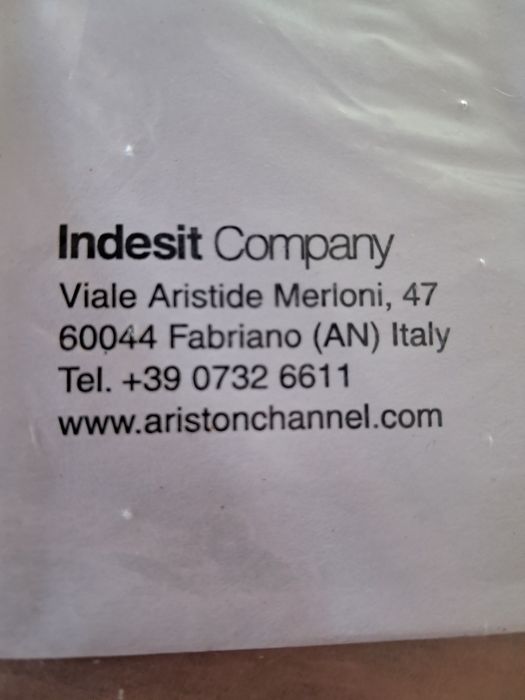 Indesit Company
Viale Aristide Merloni, 47
60044 Fabriano (AN) Italy
Tel. +39 0732 6611
www.aristonchannel.com